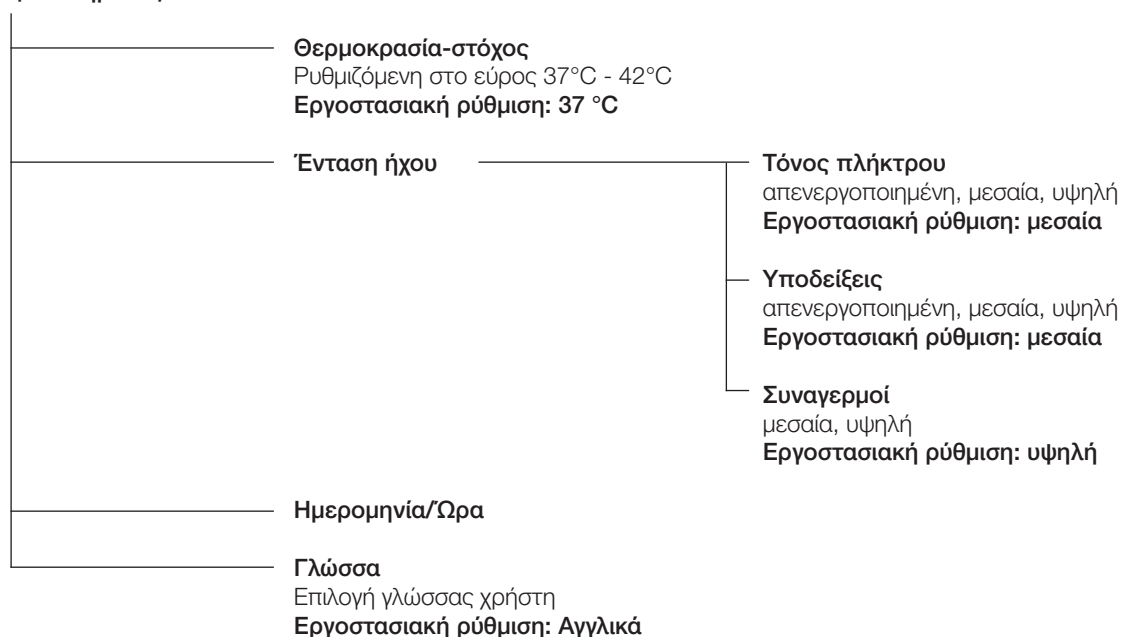 Θερμοκρασία-στόχος
Ρυθμιζόμενη στο εύρος 37°C - 42°C
Εργοστασιακή ρύθμιση: 37 °C
Ένταση ήχου
Τόνος πλήκτρου
απενεργοποιημένη, μεσαία, υψηλή
Εργοστασιακή ρύθμιση: μεσαία
Υποδείξεις
απενεργοποιημένη, μεσαία, υψηλή
Εργοστασιακή ρύθμιση: μεσαία
Συναγερμοί
μεσαία, υψηλή
Εργοστασιακή ρύθμιση: υψηλή
Ημερομηνία/Ώρα
Γλώσσα
Επιλογή γλώσσας χρήστη
Εργοστασιακή ρύθμιση: Αγγλικά